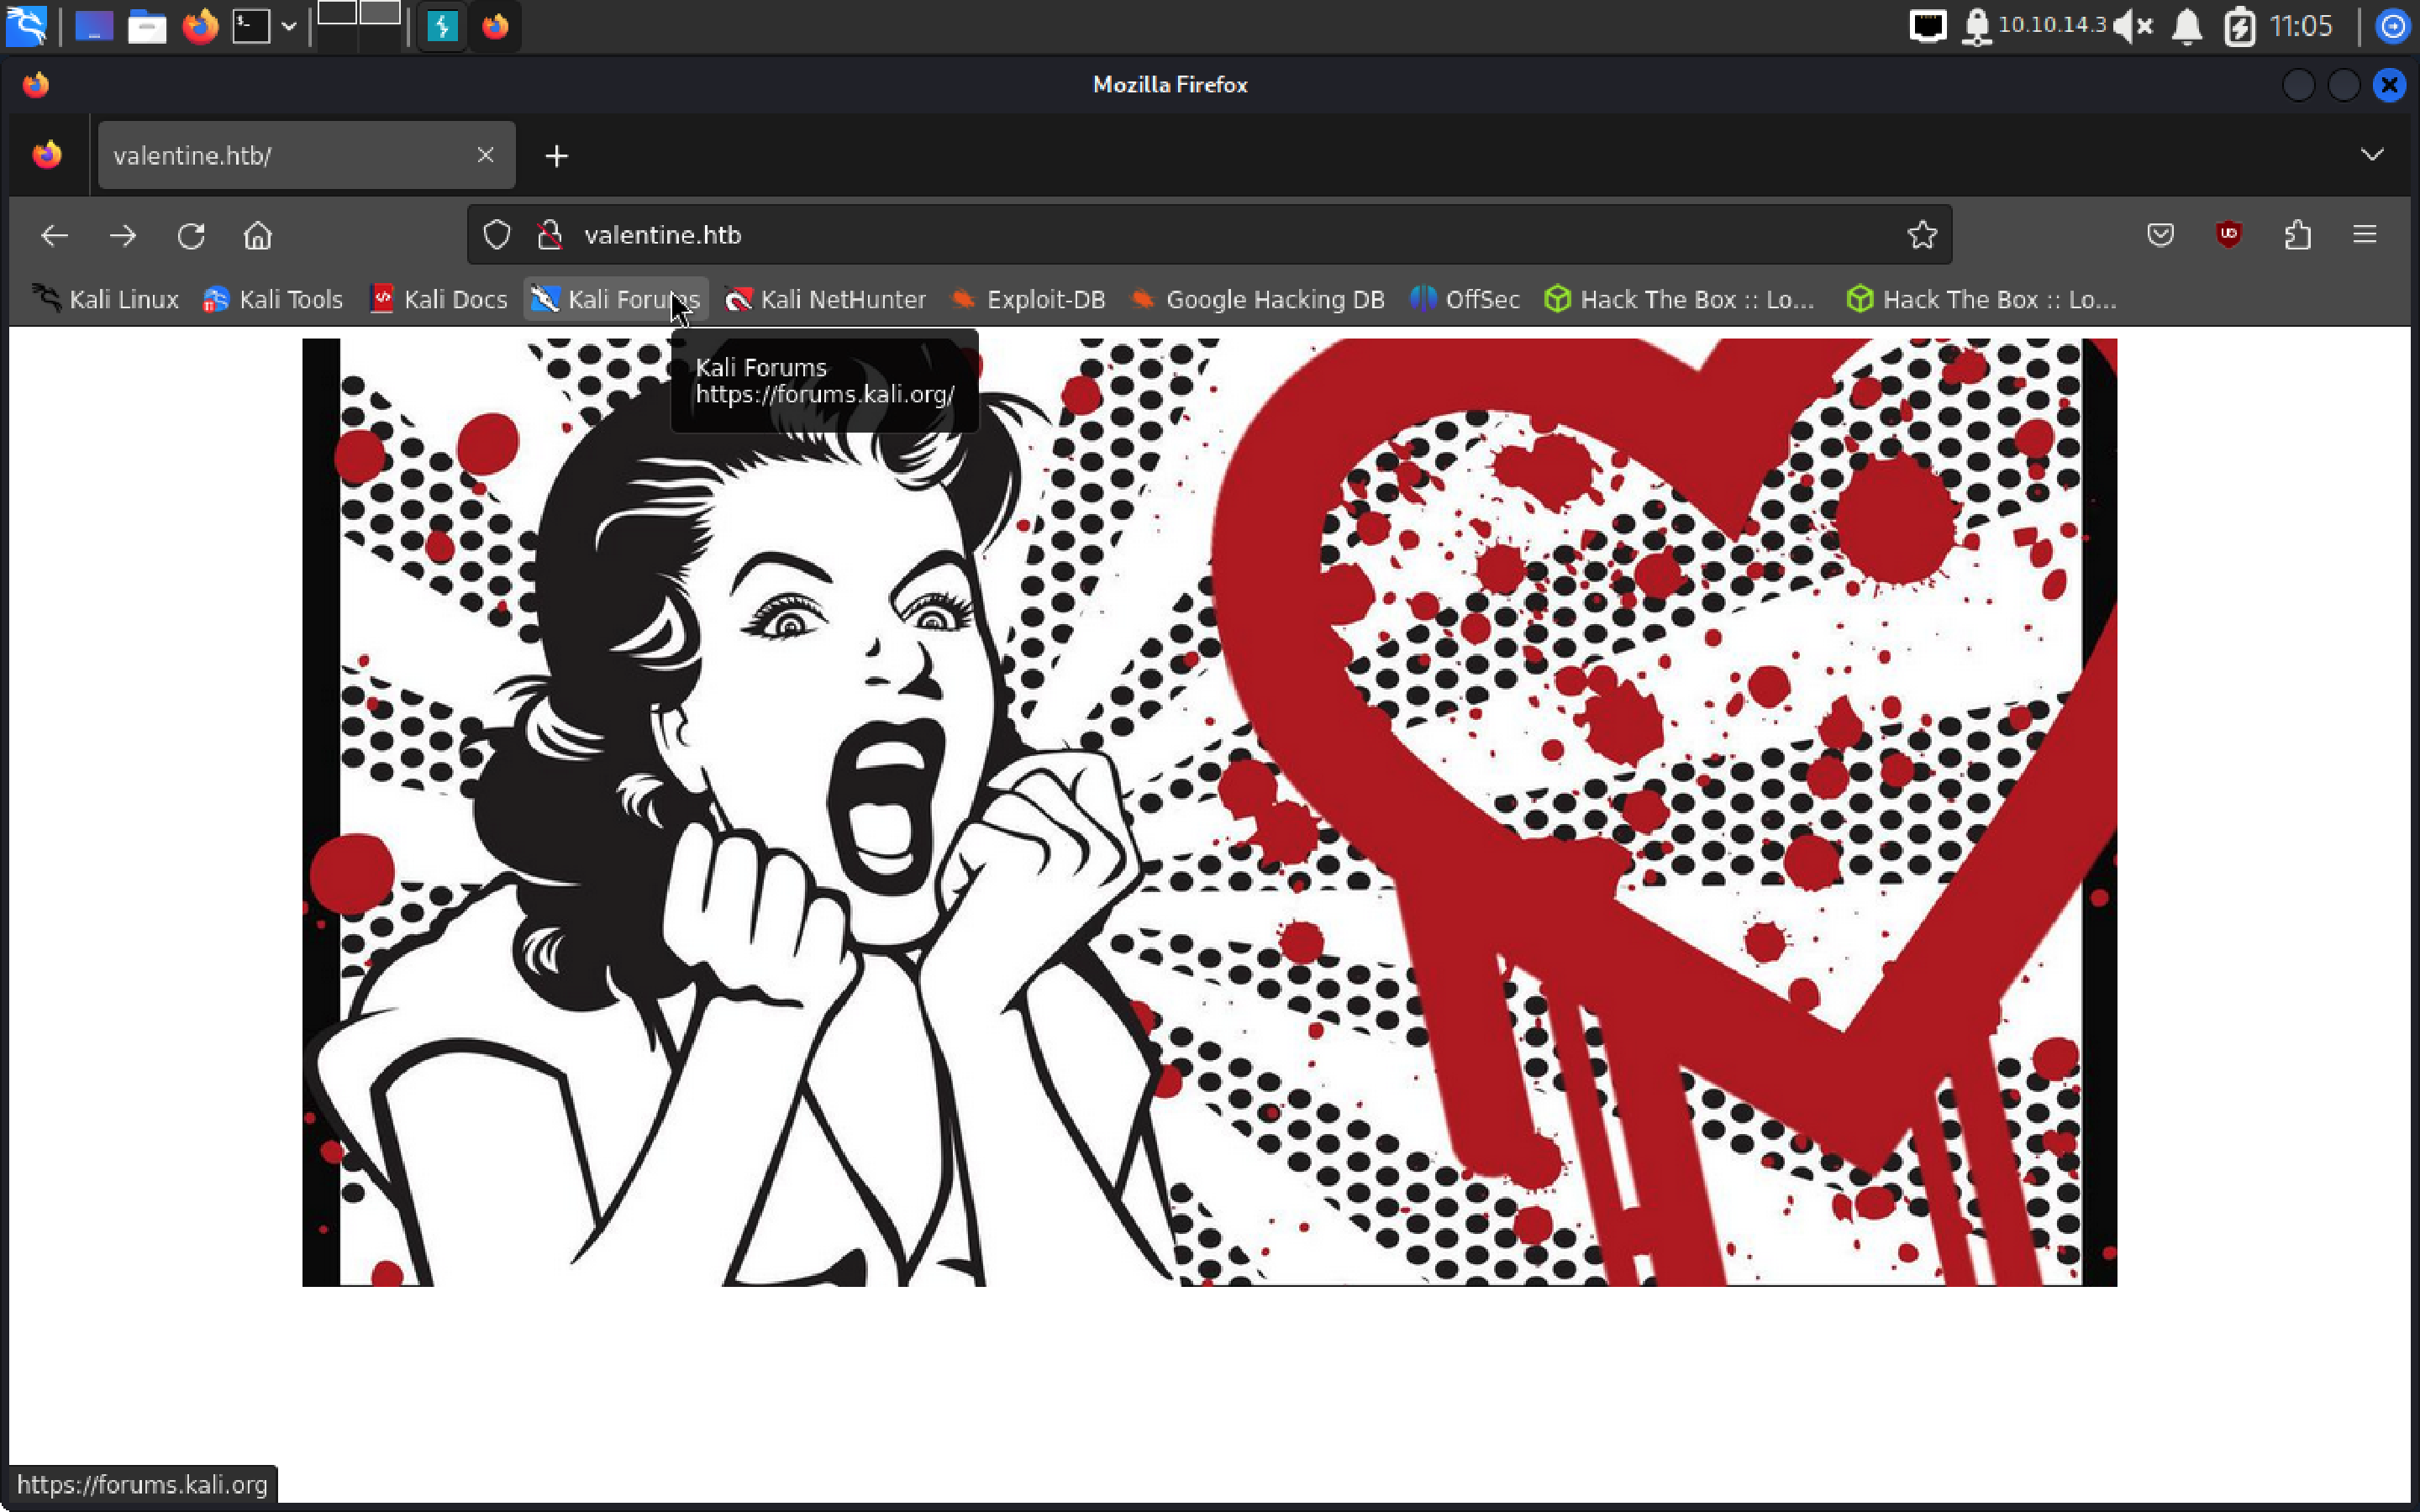 10.10.14.3
11:05
Mozilla Firefox
valentine.htb/
valentine.htb
Kali Linux
Kali Tools
Kali Docs
Kali Forums
Kali NetHunter
Exploit-DB
Google Hacking DB
OffSec
Hack The Box :: Lo...
Hack The Box :: Lo...
Kali Forums
https://forums.kali.org/
https://forums.kali.org